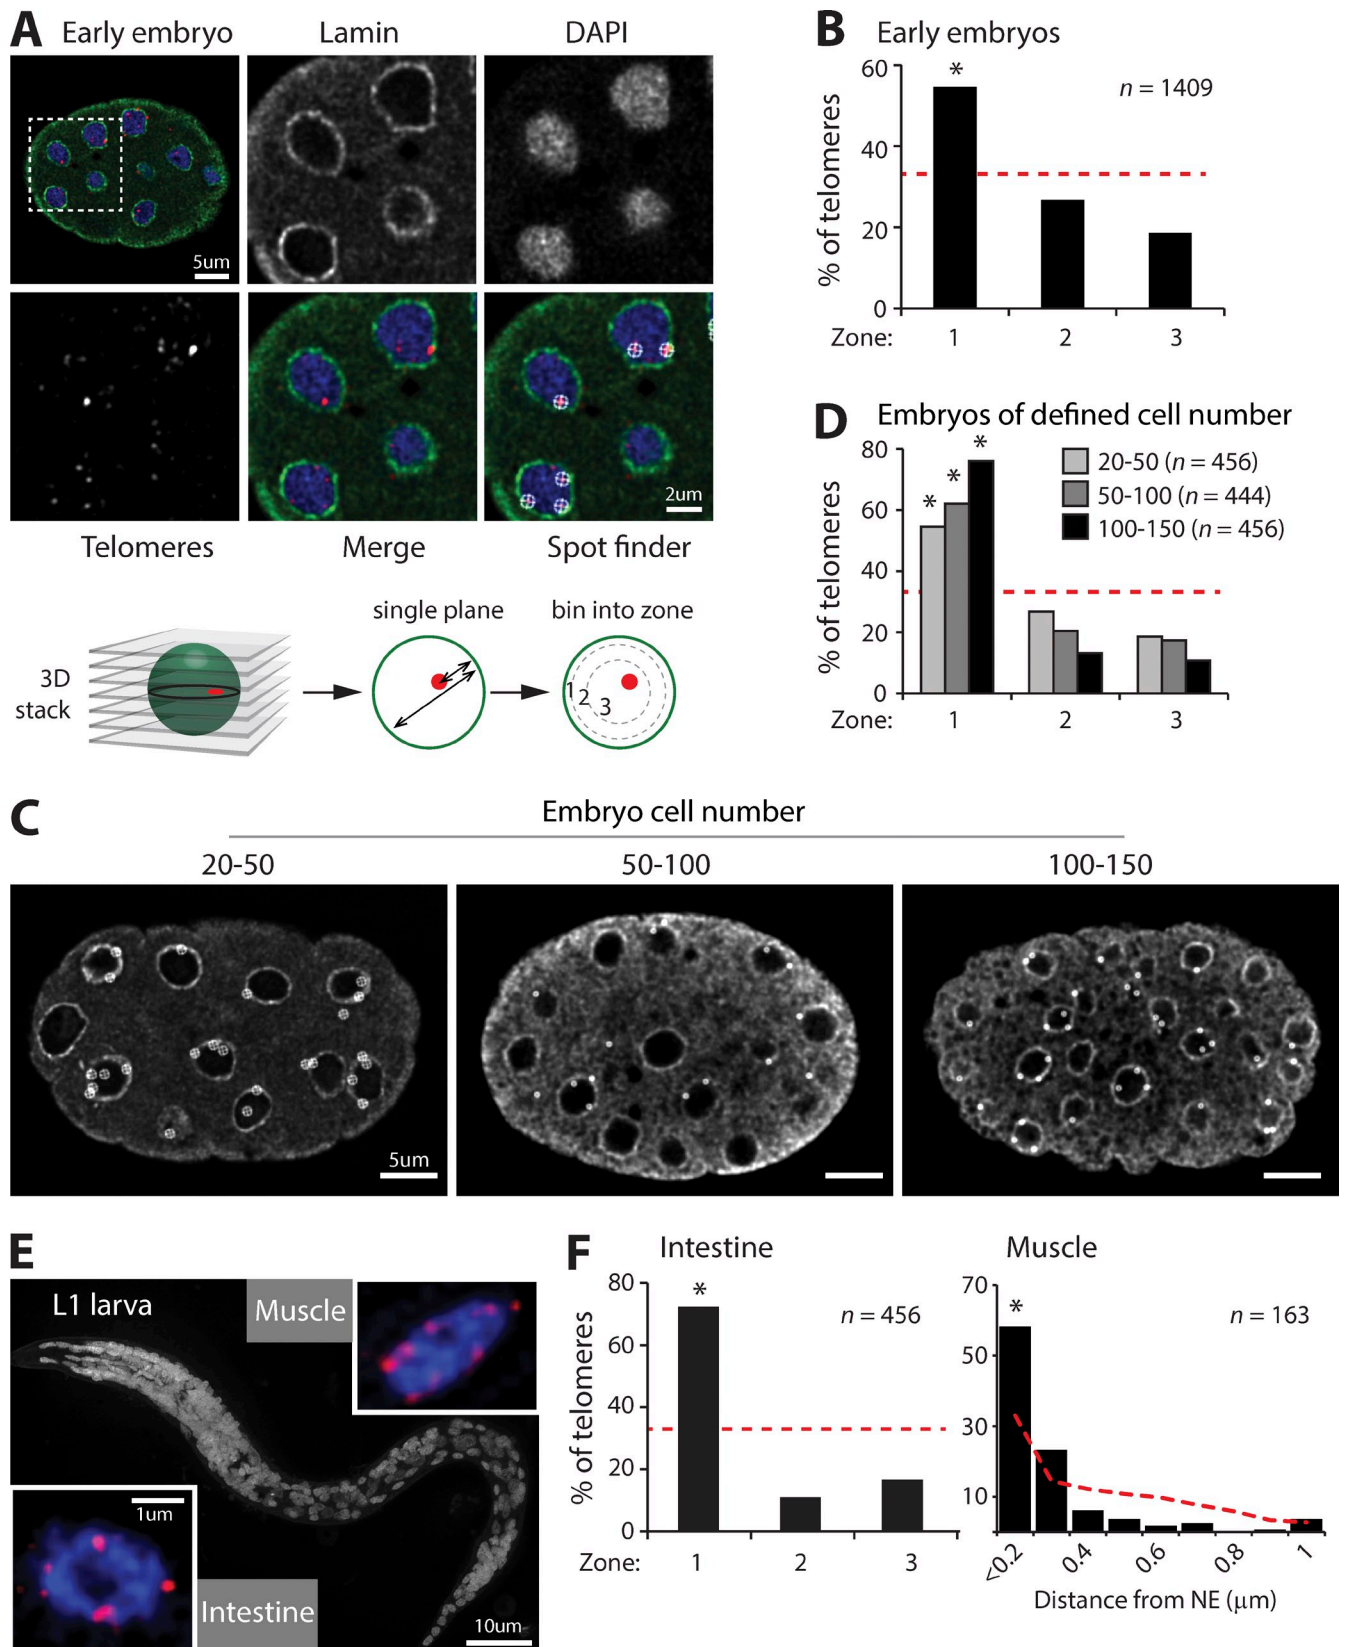 A Early embryo Lamin DAPI
5um
2um
Telomeres Merge Spot finder
3D
stack
single plane
bin into zone
1
2
3
B Early embryos
% of telomeres
60
40
20
0
n = 1409
*
Zone: 1 2 3
D Embryos of defined cell number
% of telomeres
80
60
40
20
0
* * *
20-50 (n = 456)
50-100 (n = 444)
100-150 (n = 456)
Zone: 1 2 3
C Embryo cell number
20-50 50-100 100-150
5um
E
L1 larva
Muscle
1um
Intestine
10um
F Intestine
% of telomeres
80
60
40
20
0
*
n = 456
Zone: 1 2 3
Muscle
70
50
30
10
*
n = 163
<0.2 0.4 0.6 0.8 1
Distance from NE (μm)